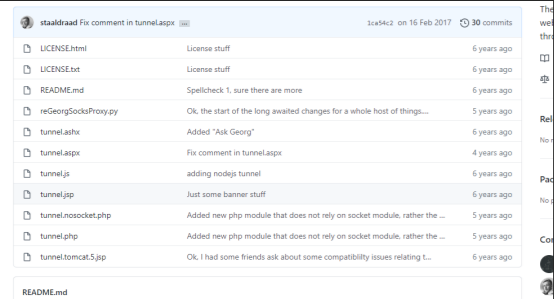 staaldraad Fix comment in tunnel.aspx ... 1ca54c2 on 16 Feb 2017 30 commits
LICENSE.html License stuff 6 years ago
LICENSE.txt License stuff 6 years ago
README.md Spellcheck 1, sure there are more 6 years ago
reGeorgSocksProxy.py Ok, the start of the long awaited changes for a whole host of things.... 5 years ago
tunnel.ashx Added "Ask Georg" 6 years ago
tunnel.aspx Fix comment in tunnel.aspx 4 years ago
tunnel.js adding nodejs tunnel 6 years ago
tunnel.jsp Just some banner stuff 6 years ago
tunnel.nosocket.php Added new php module that does not rely on socket module, rather the ... 5 years ago
tunnel.php Added new php module that does not rely on socket module, rather the ... 5 years ago
tunnel.tomcat.5.jsp Ok, I had some friends ask about some compatiblilty issues relating t... 6 years ago
README.md
The
wel
thro
Rel
No r
Pac
No p
Cor